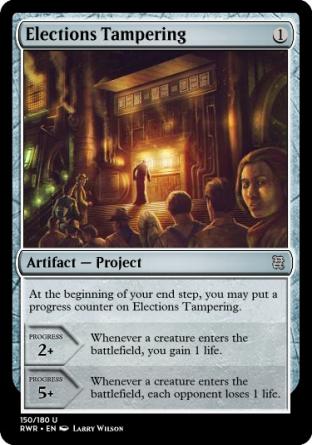 Elections Tampering 1
Artifact — Project
At the beginning of your end step, you may put a
progress counter on Elections Tampering.
PROGRESS
2+
Whenever a creature enters the
battlefield, you gain 1 life.
PROGRESS
5+
Whenever a creature enters the
battlefield, each opponent loses 1 life.
150/180 U
RWR • EN Larry Wilson